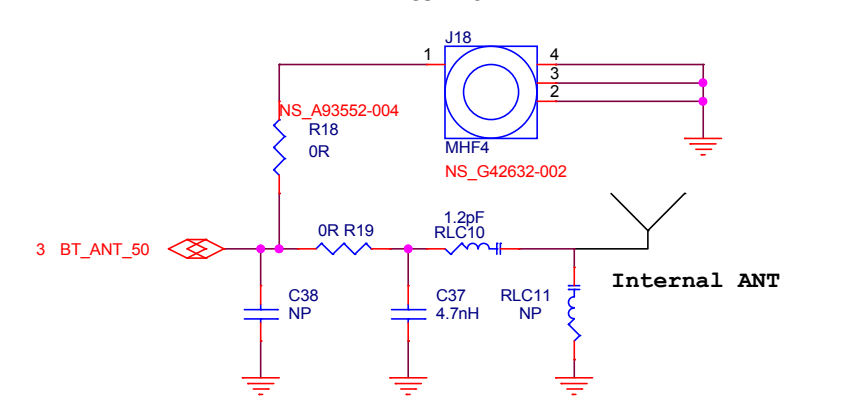 J18
1
4
3
2
NS_A93552-004
R18
0R
MHF4
NS_G42632-002
1.2pF
RLC10
0R R19
3 BT_ANT_50
Internal ANT
C38
NP
C37
4.7nH
RLC11
NP